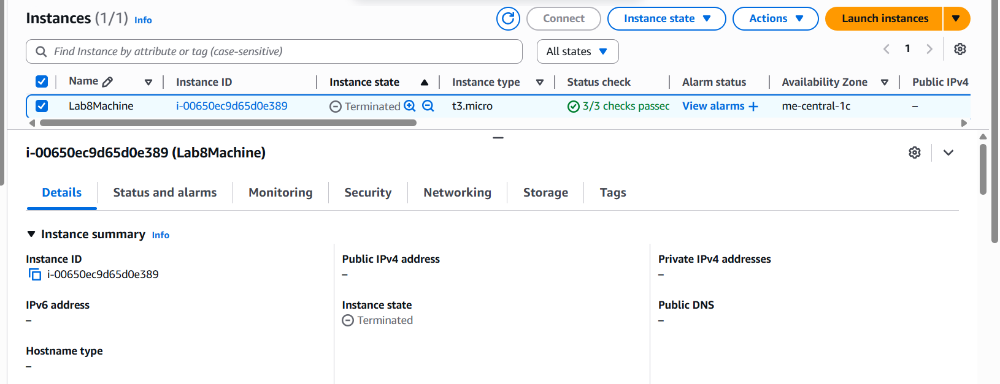 Instances (1/1) Info Connect Instance state Actions Launch instances
Find Instance by attribute or tag (case-sensitive) All states 1
Name Instance ID Instance state Instance type Status check Alarm status Availability Zone Public IPv4
Lab8Machine i-00650ec9d65d0e389 Terminated t3.micro 3/3 checks passed View alarms + me-central-1c –
i-00650ec9d65d0e389 (Lab8Machine)
Details Status and alarms Monitoring Security Networking Storage Tags
Instance summary Info
Instance ID Public IPv4 address Private IPv4 addresses
i-00650ec9d65d0e389 – –
IPv6 address Instance state Public DNS
– Terminated –
Hostname type
–